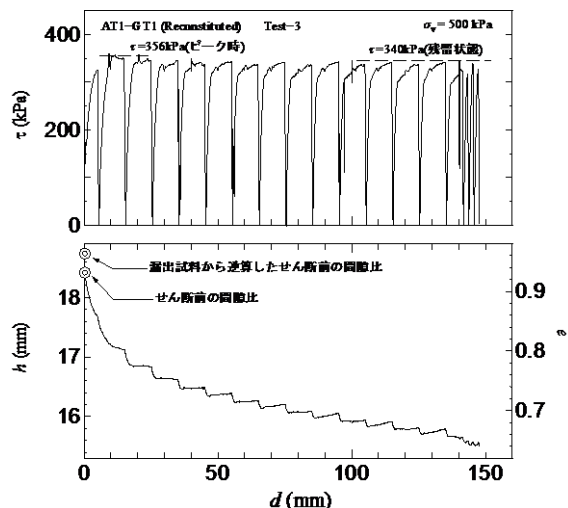 AT1-GT1 (Reconstituted) Test-3 σv = 500 kPa
τ=356kPa(ピーク時)
τ=340kPa(残留状態)
400
200
0
τ (kPa)
漏出試料から逆算したせん断前の間隙比
せん断前の間隙比
18
17
16
h (mm)
0.9
0.8
0.7
e
0 50 100 150
d (mm)